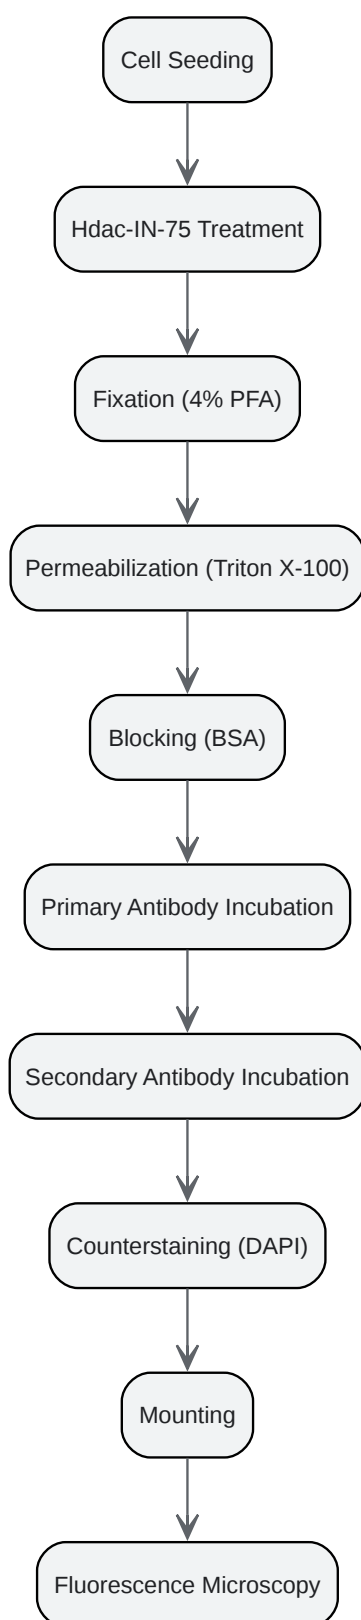 Cell Seeding
Hdac-IN-75 Treatment
Fixation (4% PFA)
Permeabilization (Triton X-100)
Blocking (BSA)
Primary Antibody Incubation
Secondary Antibody Incubation
Counterstaining (DAPI)
Mounting
Fluorescence Microscopy